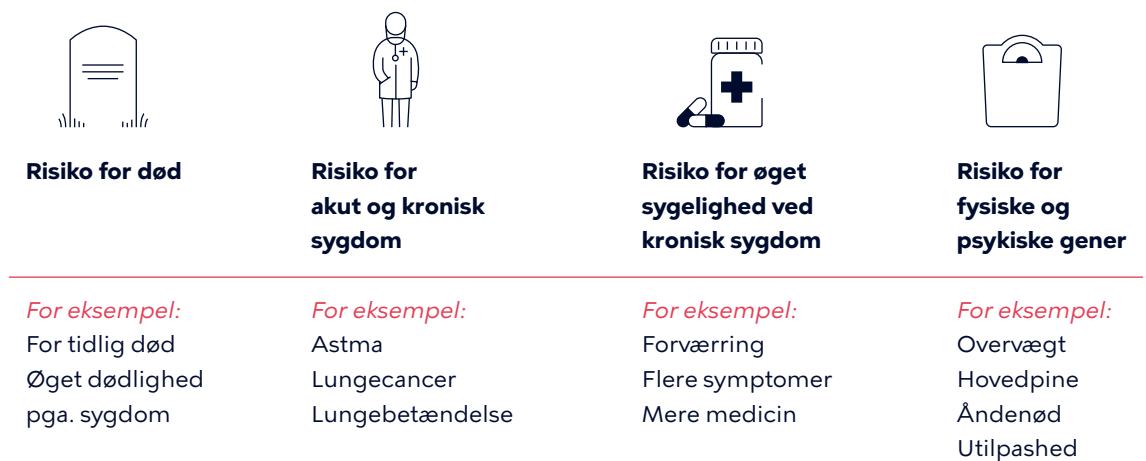 Risiko for død
Risiko for
akut og kronisk
sygdom
Risiko for øget
sygelighed ved
kronisk sygdom
Risiko for
fysiske og
psykiske gener
For eksempel:
For tidlig død
Øget dødlighed
pga. sygdom
For eksempel:
Astma
Lungecancer
Lungebetændelse
For eksempel:
Forværring
Flere symptomer
Mere medicin
For eksempel:
Overvægt
Hovedpine
Åndenød
Utilpashed